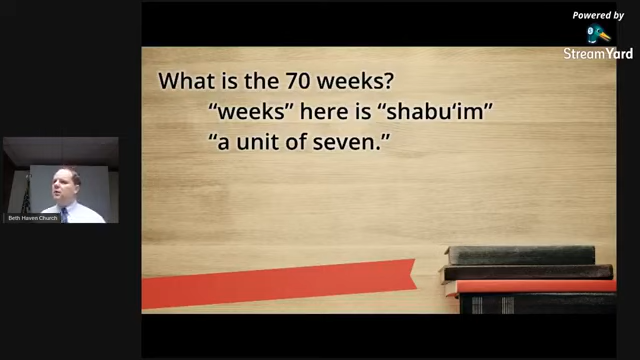 Powered by
StreamYard
What is the 70 weeks?
“weeks” here is “shabu‘im”
“a unit of seven.”
Beth Haven Church